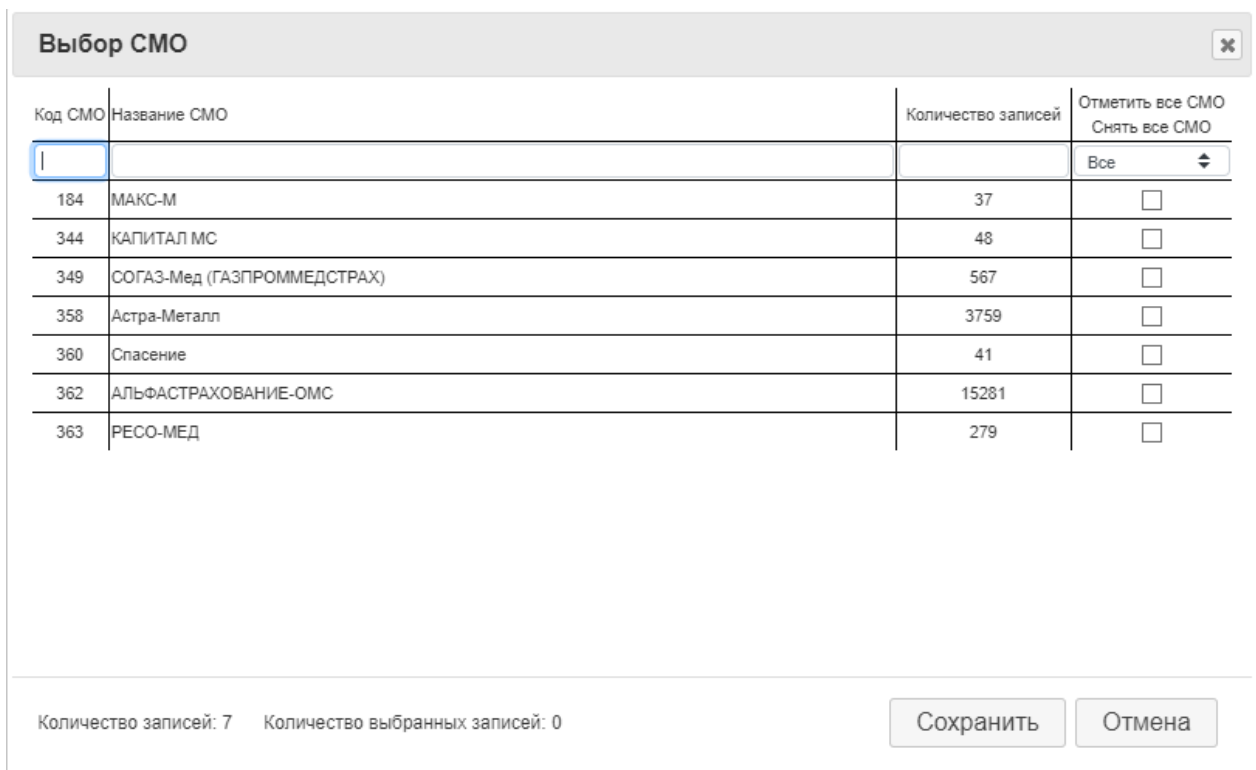 Выбор СМО
Код СМО Название СМО Количество записей Отметить все СМО
Снять все СМО
Все
184 МАКС-М 37
344 КАПИТАЛ МС 48
349 СОГАЗ-Мед (ГАЗПРОММЕДСТРАХ) 567
358 Астра-Металл 3759
360 Спасение 41
362 АЛЬФАСТРАХОВАНИЕ-ОМС 15281
363 РЕСО-МЕД 279
Количество записей: 7 Количество выбранных записей: 0 Сохранить Отмена